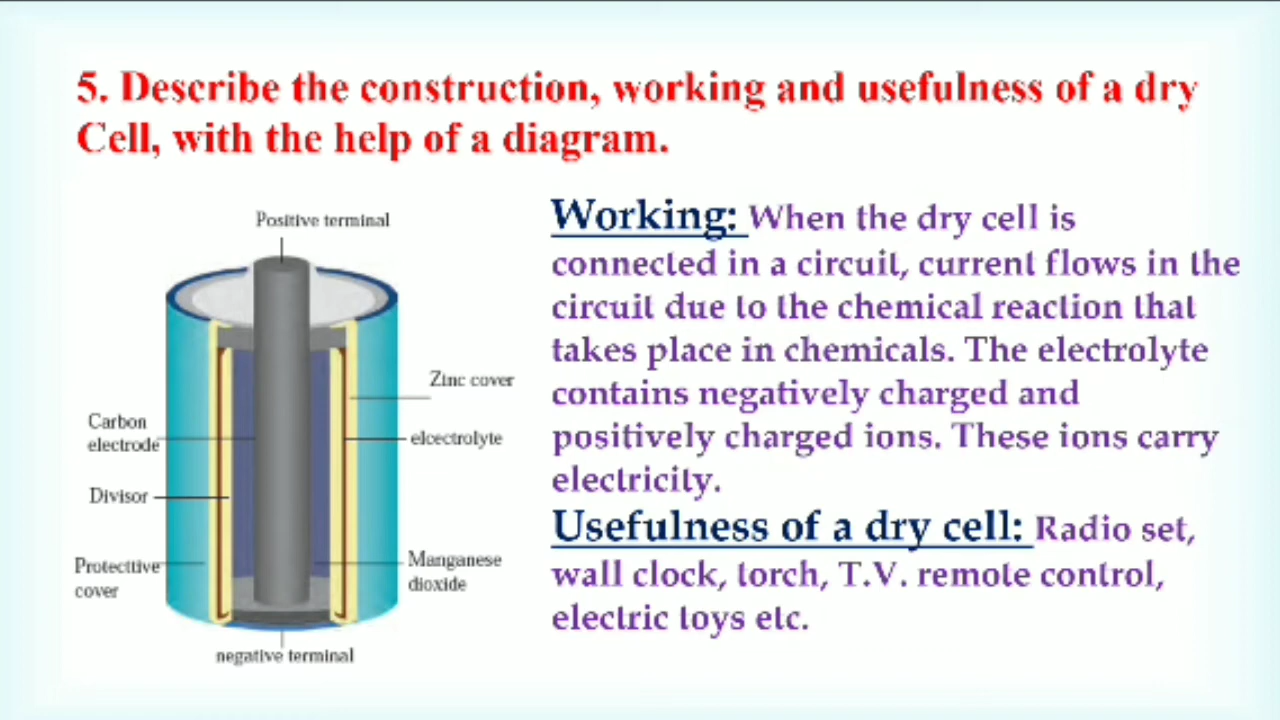 5. Describe the construction, working and usefulness of a dry
Cell, with the help of a diagram.
Positive terminal
Zinc cover
Carbon
electrode
elcectrolyte
Divisor
Protecttive
cover
Manganese
dioxide
negative terminal
Working: When the dry cell is
connected in a circuit, current flows in the
circuit due to the chemical reaction that
takes place in chemicals. The electrolyte
contains negatively charged and
positively charged ions. These ions carry
electricity.
Usefulness of a dry cell: Radio set,
wall clock, torch, T.V. remote control,
electric toys etc.